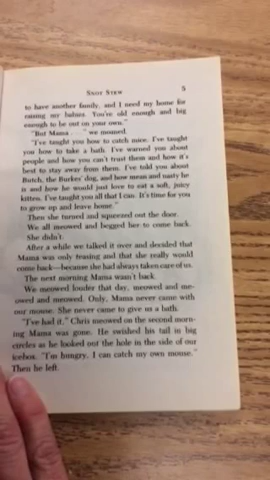 SNOT STEW 5
to have another family, and I need my home for
raising my babies. You're old enough and big
enough to be out on your own."
"But Mama . . ." we moaned.
"I've taught you how to catch mice. I've taught
you how to take a bath. I've warned you about
people and how you can't trust them and how it's
best to stay away from them. I've told you about
Butch, the Burkes' dog, and how mean and nasty he
is and how he would just love to eat a soft, juicy
kitten. I've taught you all that I can. It's time for you
to grow up and leave home."
Then she turned and squeezed out the door.
We all meowed and begged her to come back.
She didn't.
After a while we talked it over and decided that
Mama was only teasing and that she really would
come back—because she had always taken care of us.
The next morning Mama wasn't back.
We meowed louder that day, meowed and me-
owed and meowed. Only, Mama never came with
our mouse. She never came to give us a bath.
"I've had it," Chris meowed on the second morn-
ing Mama was gone. He swished his tail in big
circles as he looked out the hole in the side of our
icebox. "I'm hungry. I can catch my own mouse."
Then he left.